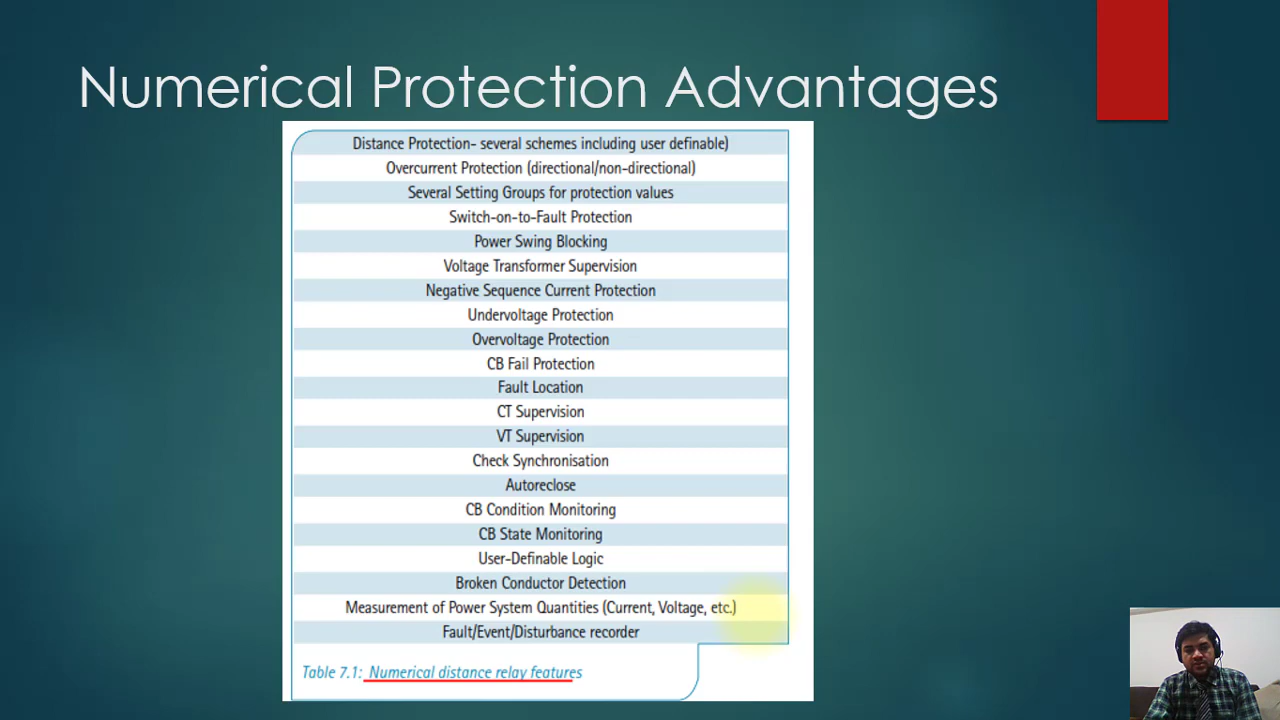 Numerical Protection Advantages
Distance Protection- several schemes including user definable)
Overcurrent Protection (directional/non-directional)
Several Setting Groups for protection values
Switch-on-to-Fault Protection
Power Swing Blocking
Voltage Transformer Supervision
Negative Sequence Current Protection
Undervoltage Protection
Overvoltage Protection
CB Fail Protection
Fault Location
CT Supervision
VT Supervision
Check Synchronisation
Autoreclose
CB Condition Monitoring
CB State Monitoring
User-Definable Logic
Broken Conductor Detection
Measurement of Power System Quantities (Current, Voltage, etc.)
Fault/Event/Disturbance recorder
Table 7.1: Numerical distance relay features